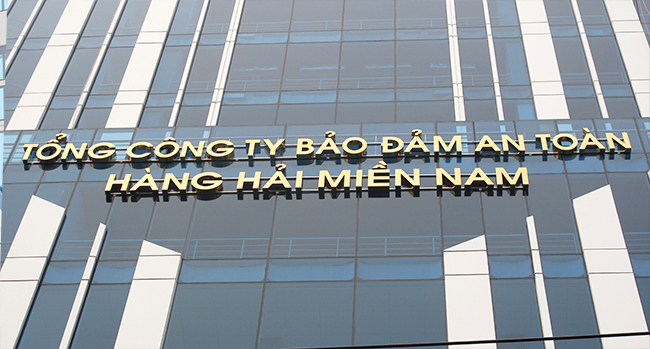 TỔNG CÔNG TY BẢO ĐẢM AN TOÀN
HÀNG HẢI MIỀN NAM